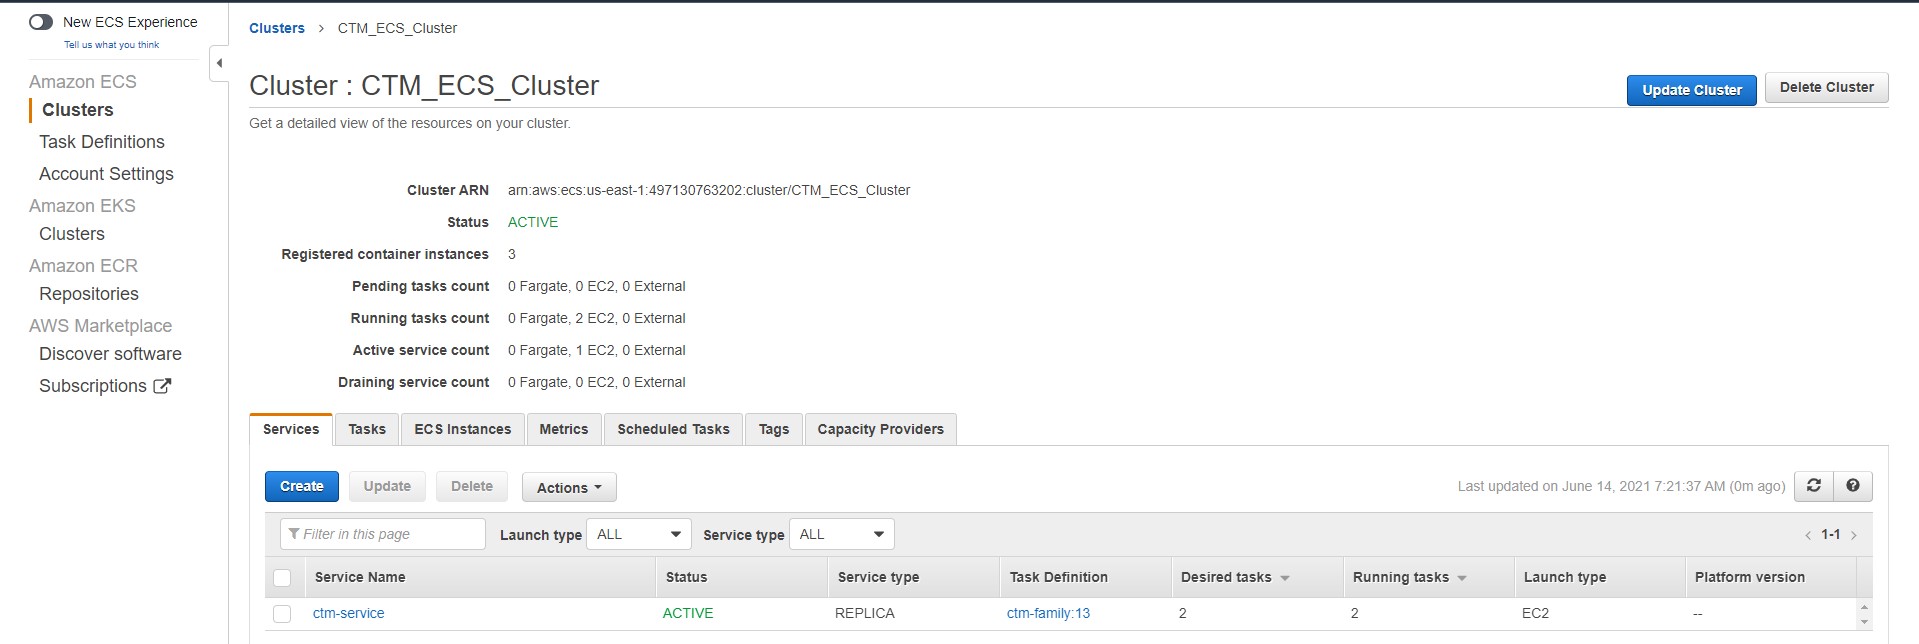 New ECS Experience
Tell us what you think
Amazon ECS
Clusters
Task Definitions
Account Settings
Amazon EKS
Clusters
Amazon ECR
Repositories
AWS Marketplace
Discover software
Subscriptions
Clusters > CTM_ECS_Cluster
Cluster : CTM_ECS_Cluster
Update Cluster Delete Cluster
Get a detailed view of the resources on your cluster.
Cluster ARN arn:aws:ecs:us-east-1:497130763202:cluster/CTM_ECS_Cluster
Status ACTIVE
Registered container instances 3
Pending tasks count 0 Fargate, 0 EC2, 0 External
Running tasks count 0 Fargate, 2 EC2, 0 External
Active service count 0 Fargate, 1 EC2, 0 External
Draining service count 0 Fargate, 0 EC2, 0 External
Services Tasks ECS Instances Metrics Scheduled Tasks Tags Capacity Providers
Create Update Delete Actions Last updated on June 14, 2021 7:21:37 AM (0m ago)
Filter in this page Launch type ALL Service type ALL < 1-1 >
Service Name Status Service type Task Definition Desired tasks Running tasks Launch type Platform version
ctm-service ACTIVE REPLICA ctm-family:13 2 2 EC2 --